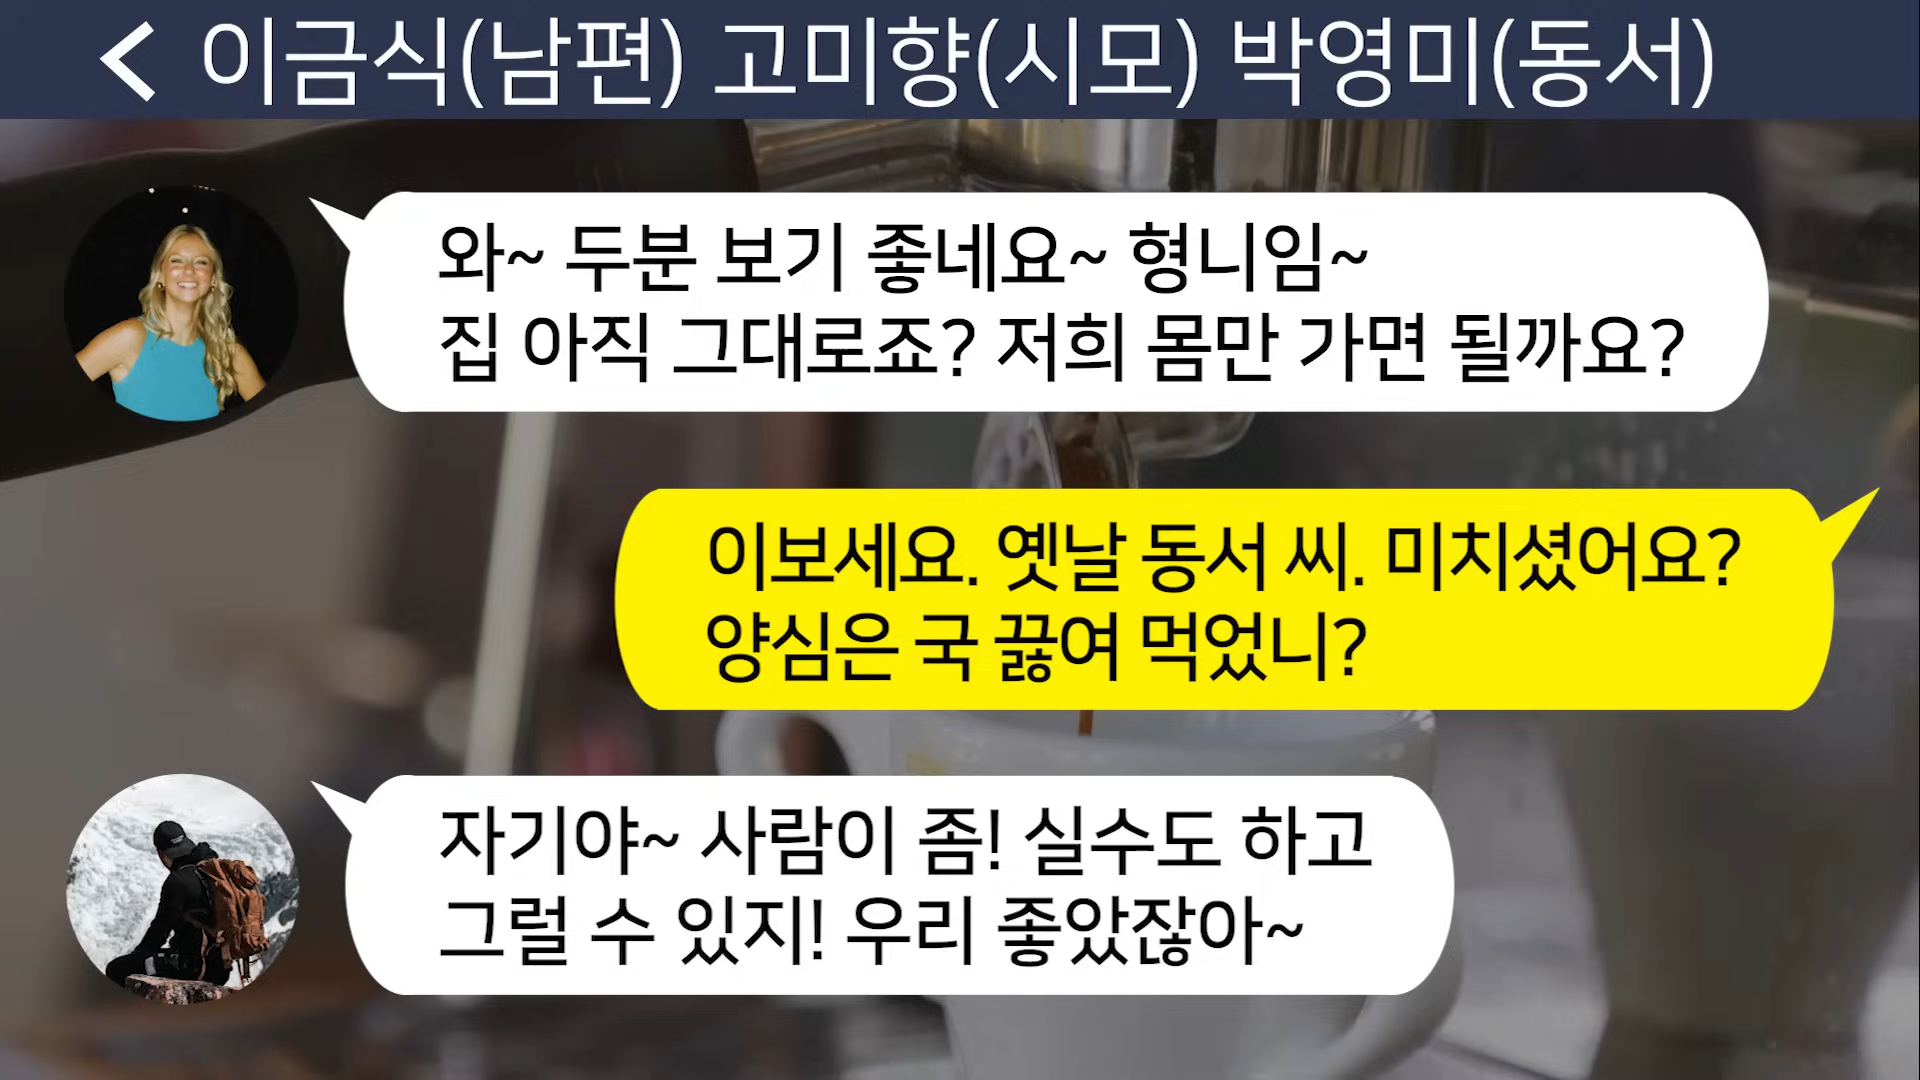 이금식(남편) 고미향(시모) 박영미(동서)
와~ 두분 보기 좋네요~ 형니임~
집 아직 그대로죠? 저희 몸만 가면 될까요?
이보세요. 옛날 동서 씨. 미치셨어요?
양심은 국 끓여 먹었니?
자기야~ 사람이 좀! 실수도 하고
그럴 수 있지! 우리 좋았잖아~